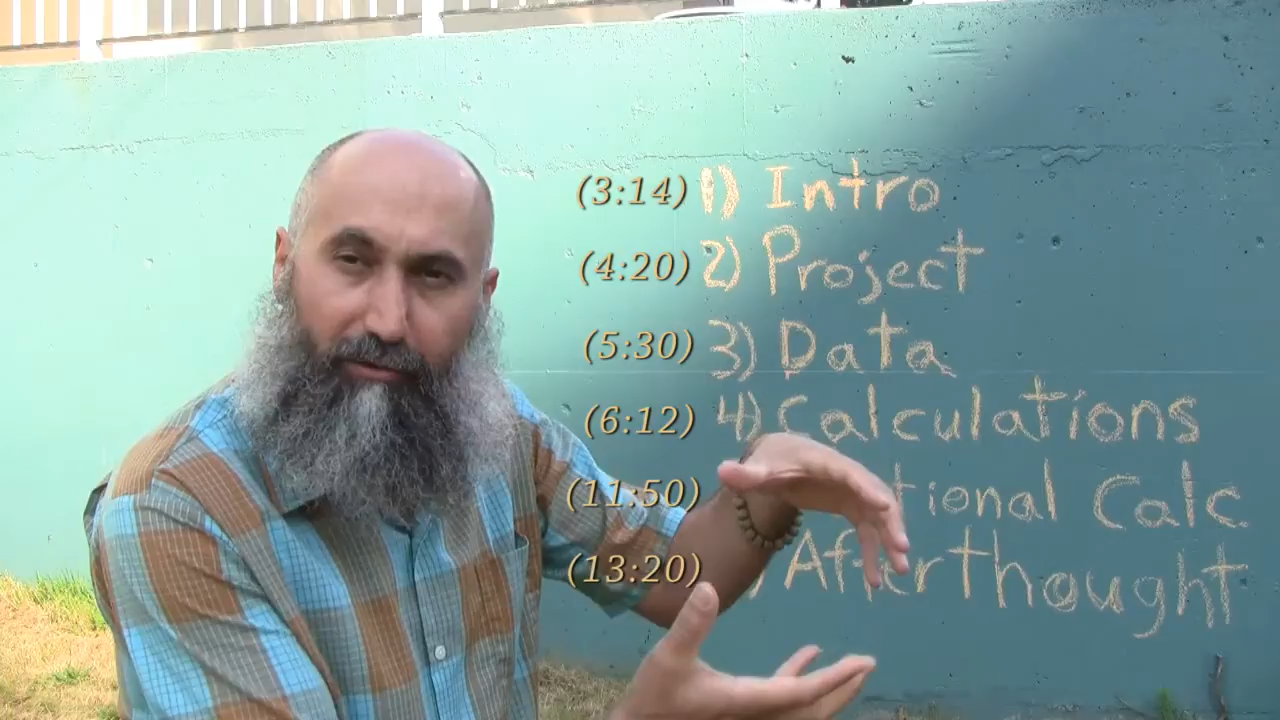 (3:14) 1) Intro
(4:20) 2) Project
(5:30) 3) Data
(6:12) 4) Calculations
(11:50) tional Calc
(13:20) ) Afterthought